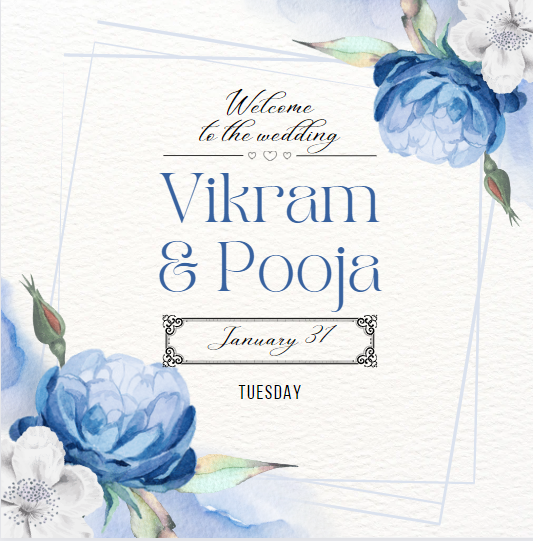 Welcome
to the wedding
Vikram
& Pooja
January 31
TUESDAY